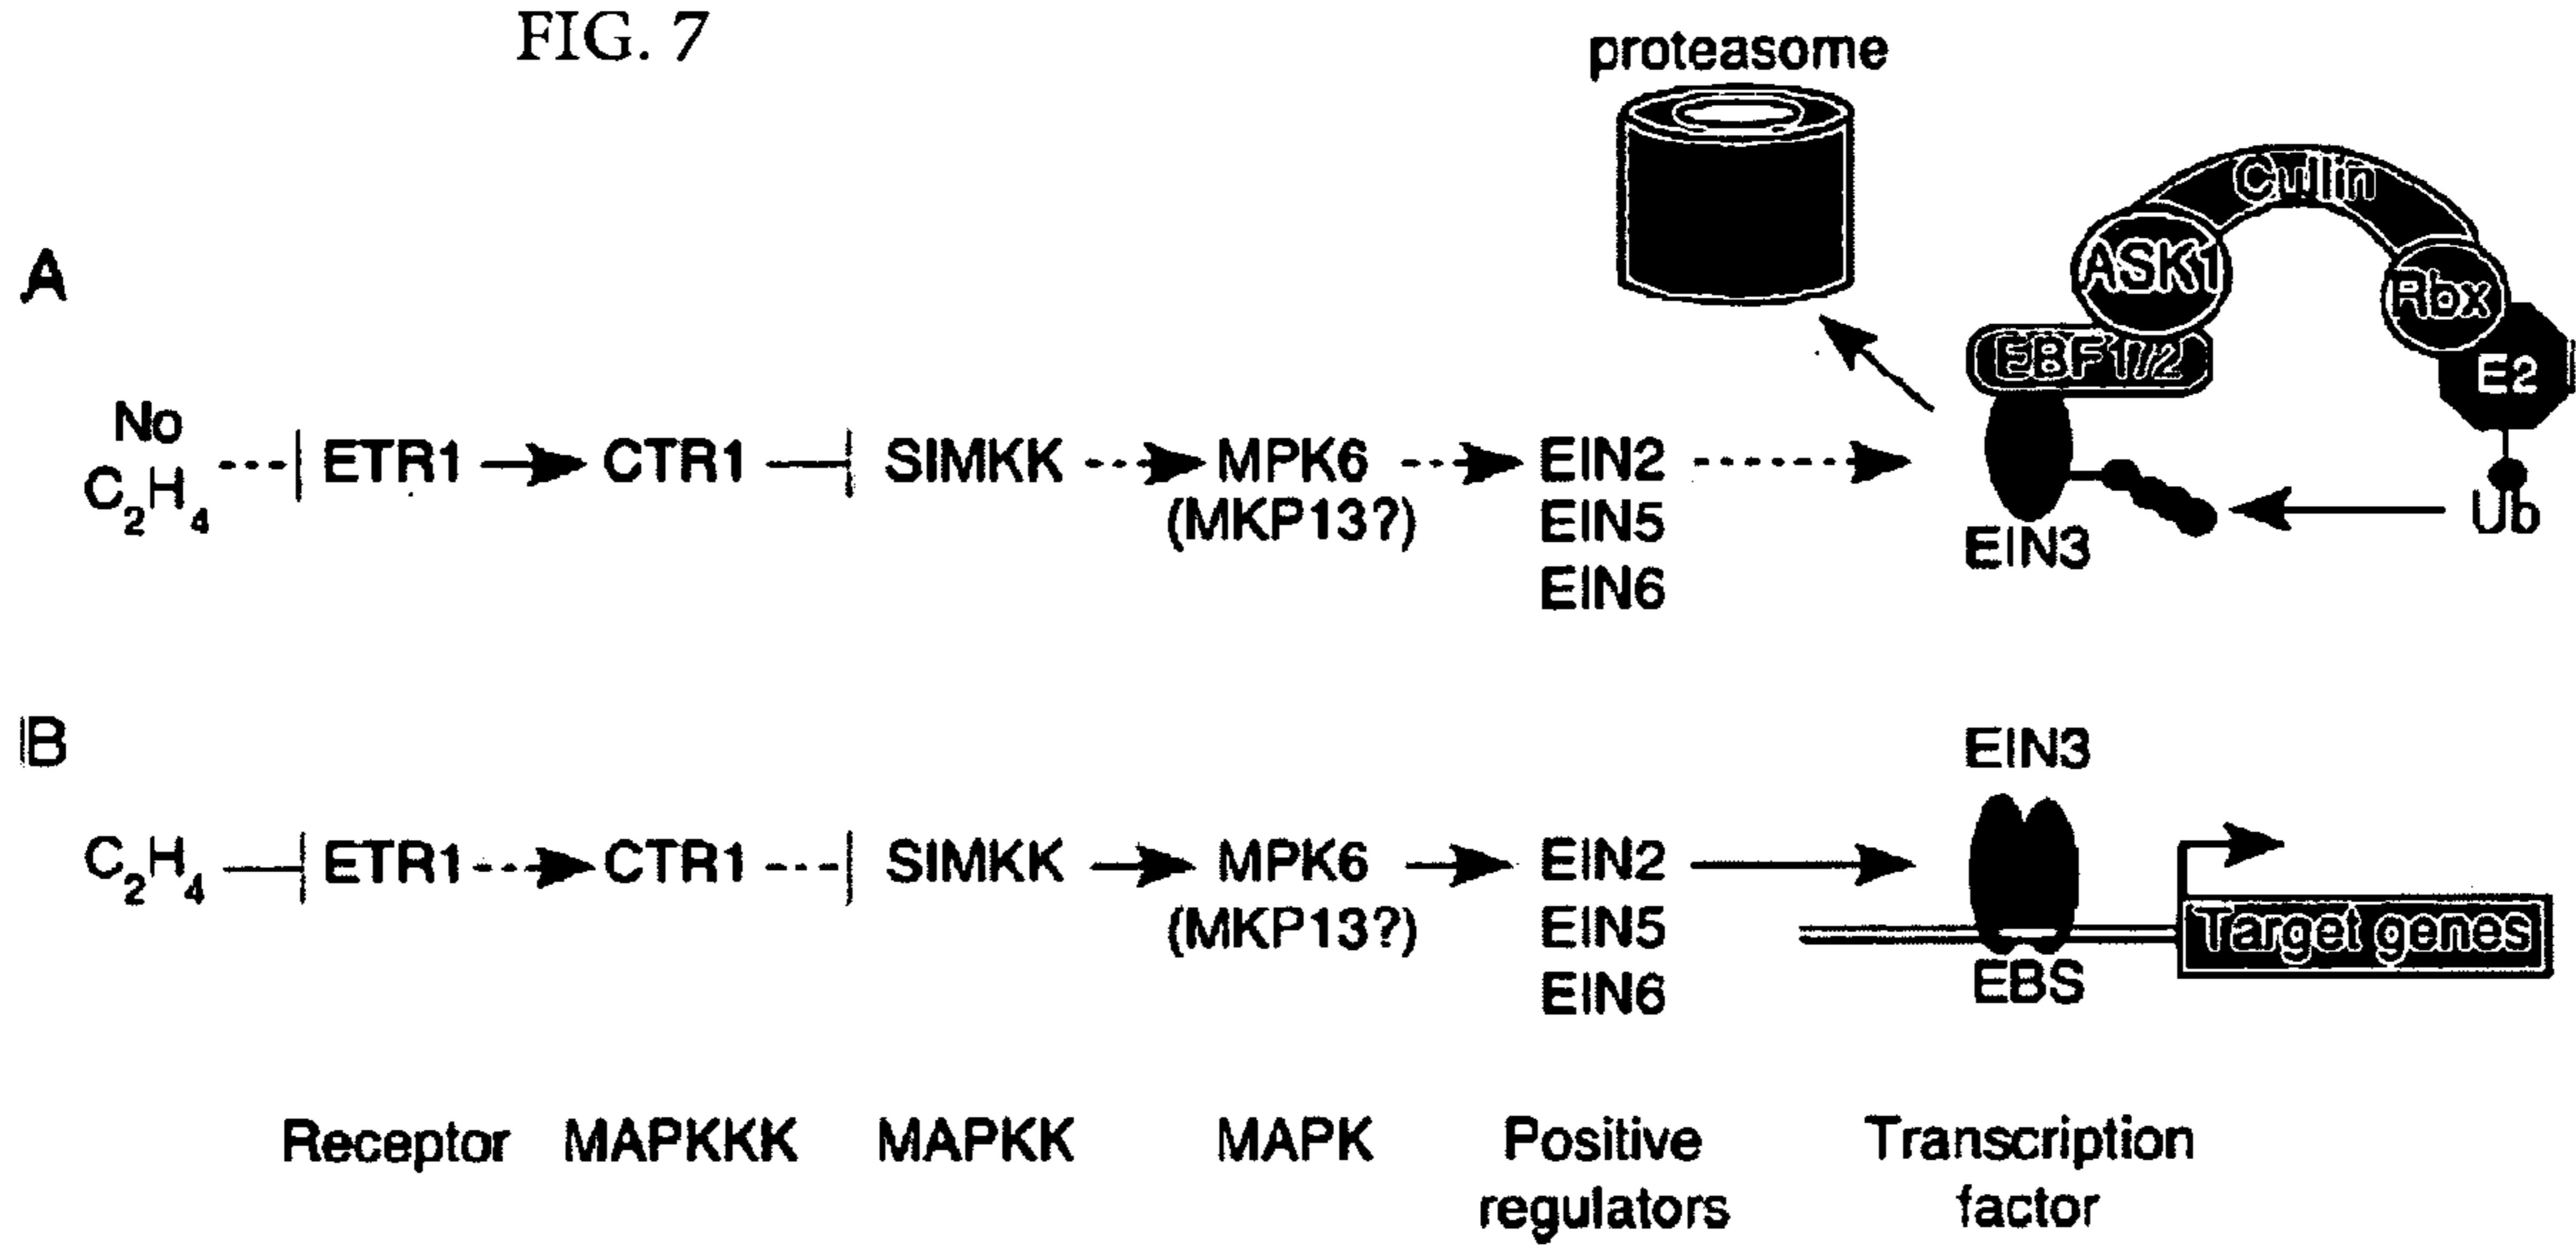 FIG. 7
proteasome
Cullin
ASK1
Rbx
EBF1/2
E2
A
No
C2H4
ETR1
CTR1
SIMKK
MPK6
(MKP13?)
EIN2
EIN5
EIN6
EIN3
Ub
B
C2H4
ETR1
CTR1
SIMKK
MPK6
(MKP13?)
EIN2
EIN5
EIN6
EIN3
EBS
Target genes
Receptor
MAPKKK
MAPKK
MAPK
Positive
regulators
Transcription
factor